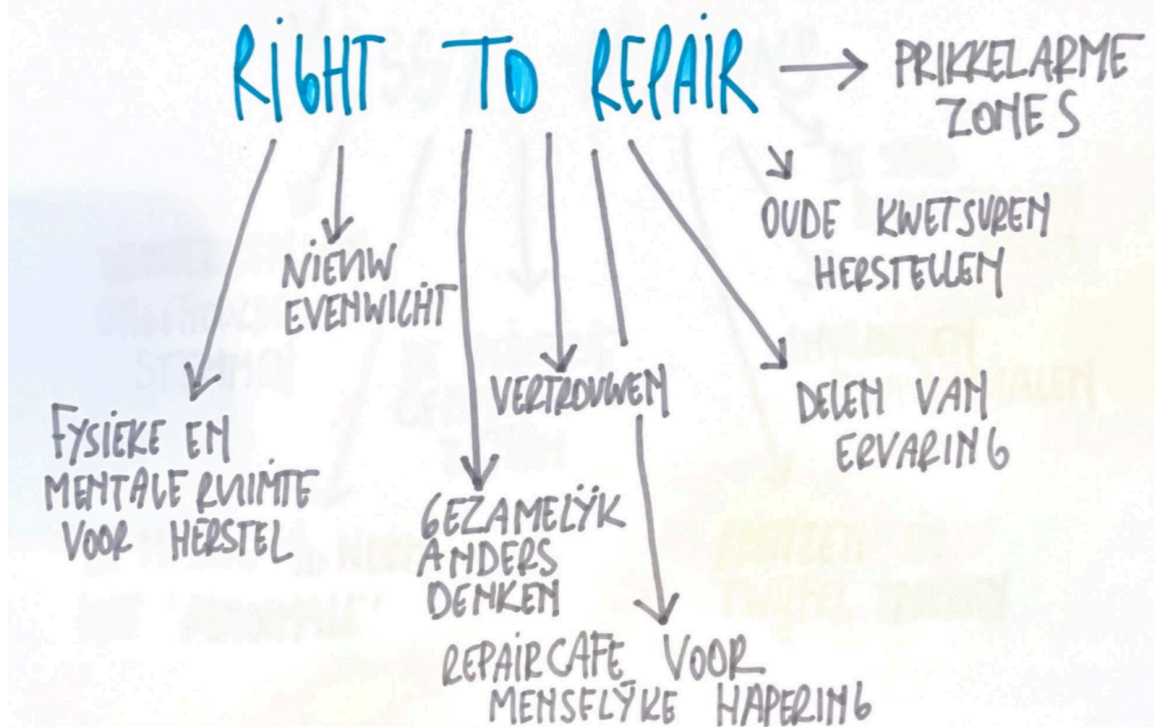 RIGHT TO REPAIR
PRIKKELARME
ZONES
OUDE KWETSUREN
HERSTELLEN
NIEUW
EVENWICHT
VERTROUWEN
DELEN VAN
ERVARING
FYSIEKE EN
MENTALE RUIMTE
VOOR HERSTEL
GEZAMELĲK
ANDERS
DENKEN
REPAIRCAFE VOOR
MENSELĲKE HAPERING